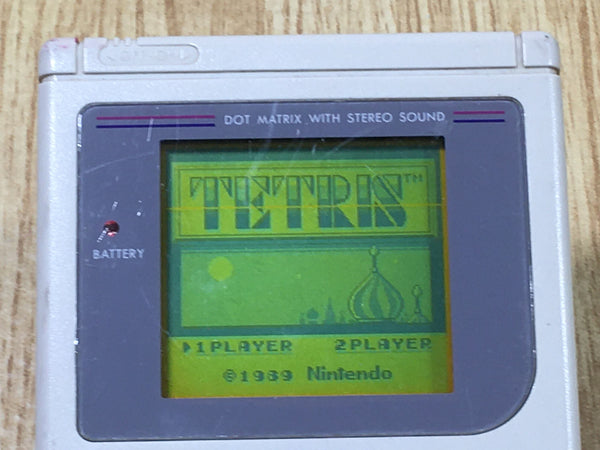 DOT MATRIX WITH STEREO SOUND
TETRIS™
BATTERY
▶1PLAYER 2PLAYER
©1989 Nintendo